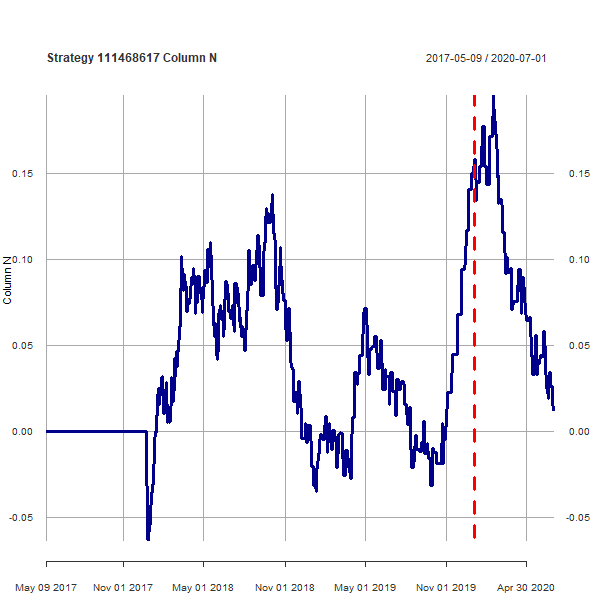 Strategy 111468617 Column N
2017-05-09 / 2020-07-01
Column N
0.15
0.10
0.05
0.00
-0.05
0.15
0.10
0.05
0.00
-0.05
May 09 2017
Nov 01 2017
May 01 2018
Nov 01 2018
May 01 2019
Nov 01 2019
Apr 30 2020